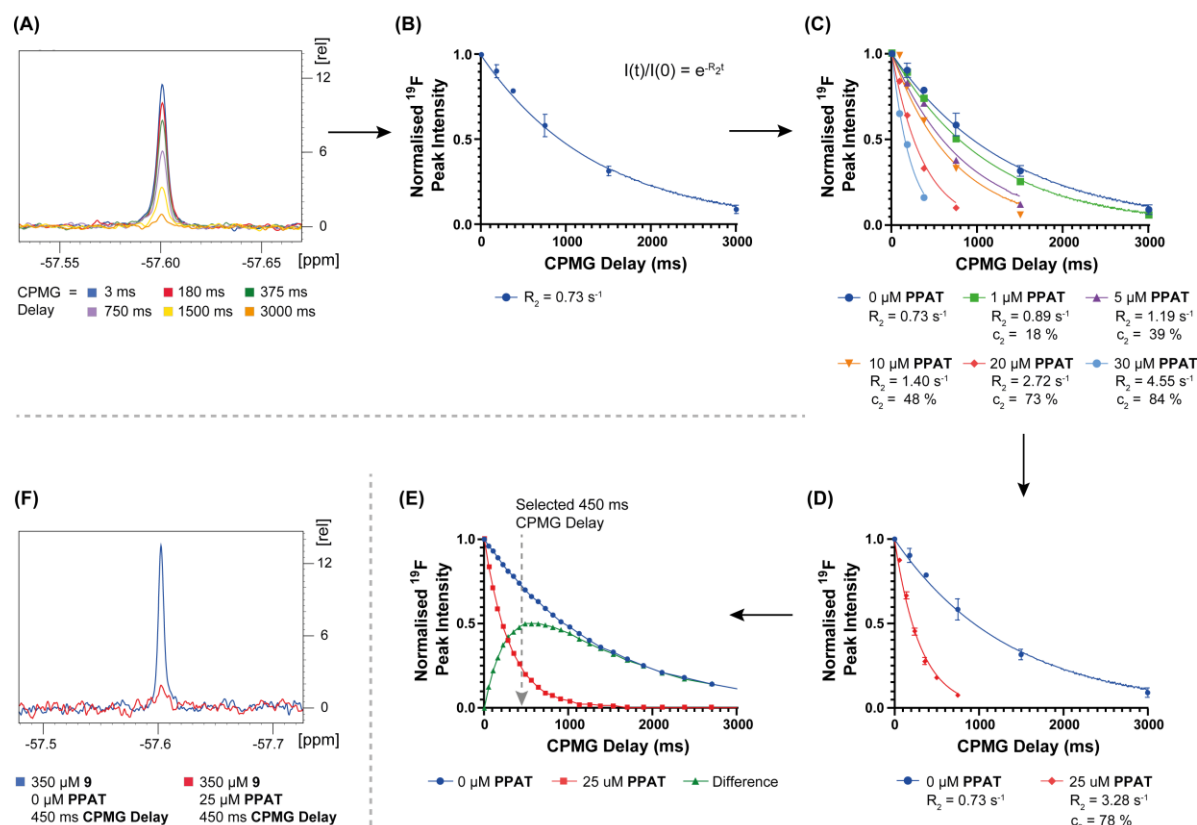 (A)
[rel]
12
6
0
-57.55
-57.60
-57.65
[ppm]
CPMG = Delay
3 ms
180 ms
375 ms
750 ms
1500 ms
3000 ms
(B)
Normalised ¹⁹F
Peak Intensity
1.0
0.5
0.0
I(t)/I(0) = e^-R₂t
0
1000
2000
3000
CPMG Delay (ms)
R₂ = 0.73 s⁻¹
(C)
Normalised ¹⁹F
Peak Intensity
1.0
0.5
0.0
0
1000
2000
3000
CPMG Delay (ms)
0 µM PPAT
R₂ = 0.73 s⁻¹
1 µM PPAT
R₂ = 0.89 s⁻¹
c₂ = 18 %
5 µM PPAT
R₂ = 1.19 s⁻¹
c₂ = 39 %
10 µM PPAT
R₂ = 1.40 s⁻¹
c₂ = 48 %
20 µM PPAT
R₂ = 2.72 s⁻¹
c₂ = 73 %
30 µM PPAT
R₂ = 4.55 s⁻¹
c₂ = 84 %
(F)
[rel]
12
6
0
-57.5
-57.6
-57.7
[ppm]
350 µM 9
0 µM PPAT
450 ms CPMG Delay
350 µM 9
25 µM PPAT
450 ms CPMG Delay
(E)
Selected 450 ms
CPMG Delay
Normalised ¹⁹F
Peak Intensity
1.0
0.5
0.0
0
1000
2000
3000
CPMG Delay (ms)
0 µM PPAT
25 uM PPAT
Difference
(D)
Normalised ¹⁹F
Peak Intensity
1.0
0.5
0.0
0
1000
2000
3000
CPMG Delay (ms)
0 µM PPAT
R₂ = 0.73 s⁻¹
25 uM PPAT
R₂ = 3.28 s⁻¹
c₂ = 78 %